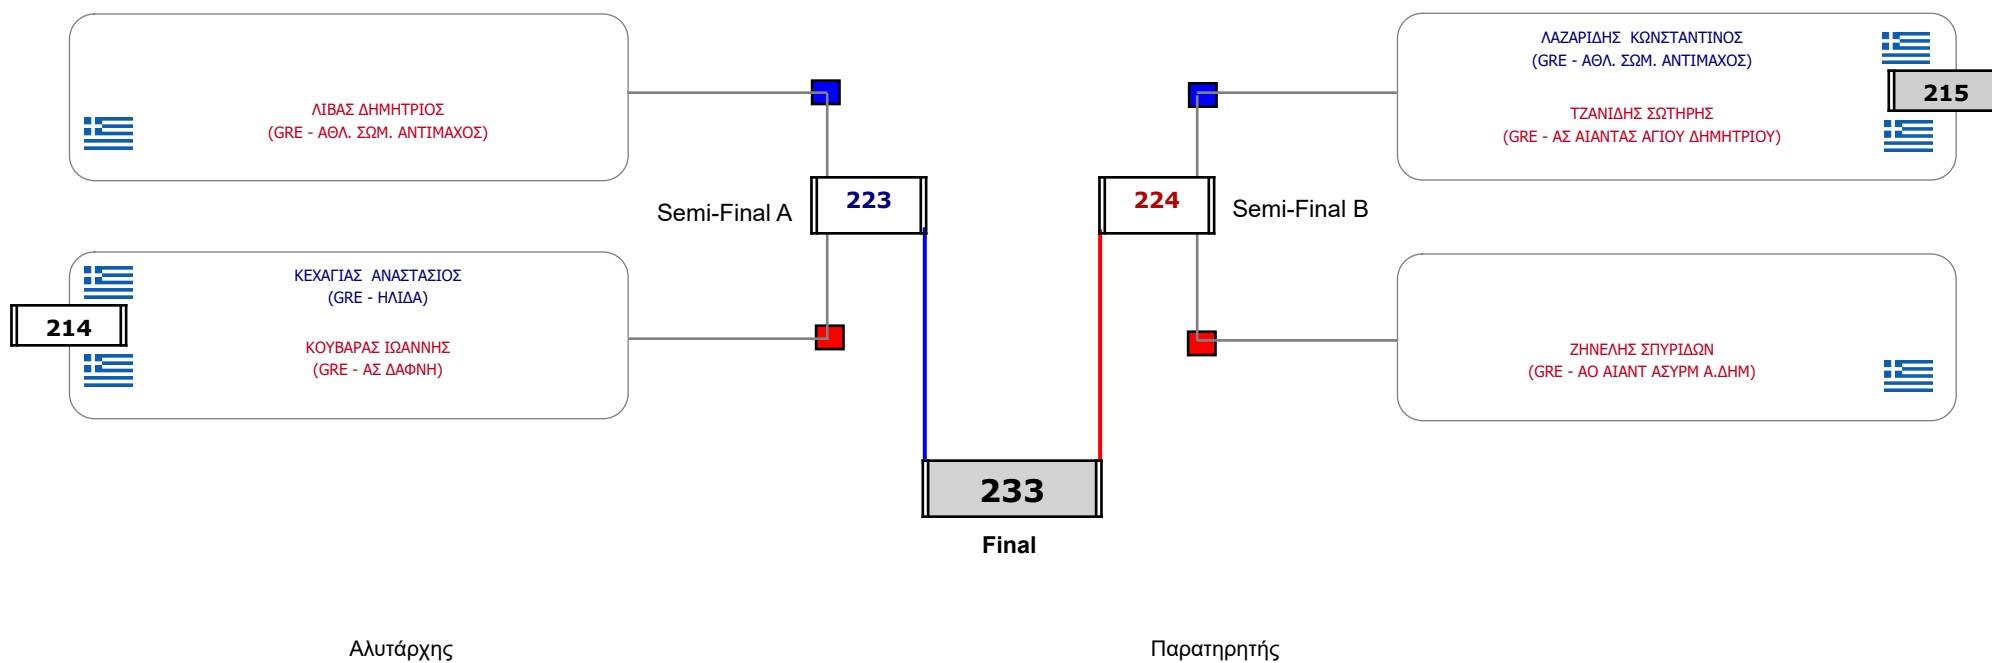 ΛΙΒΑΣ ΔΗΜΗΤΡΙΟΣ
(GRE - ΑΘΛ. ΣΩΜ. ΑΝΤΙΜΑΧΟΣ)
Semi-Final A
223
214
ΚΕΧΑΓΙΑΣ ΑΝΑΣΤΑΣΙΟΣ
(GRE - ΗΛΙΔΑ)
ΚΟΥΒΑΡΑΣ ΙΩΑΝΝΗΣ
(GRE - ΑΣ ΔΑΦΝΗ)
ΛΑΖΑΡΙΔΗΣ ΚΩΝΣΤΑΝΤΙΝΟΣ
(GRE - ΑΘΛ. ΣΩΜ. ΑΝΤΙΜΑΧΟΣ)
215
ΤΖΑΝΙΔΗΣ ΣΩΤΗΡΗΣ
(GRE - ΑΣ ΑΙΑΝΤΑΣ ΑΓΙΟΥ ΔΗΜΗΤΡΙΟΥ)
224
Semi-Final B
ΖΗΝΕΛΗΣ ΣΠΥΡΙΔΩΝ
(GRE - ΑΟ ΑΙΑΝΤ ΑΣΥΡΜ Α.ΔΗΜ)
233
Final
Αλυτάρχης
Παρατηρητής